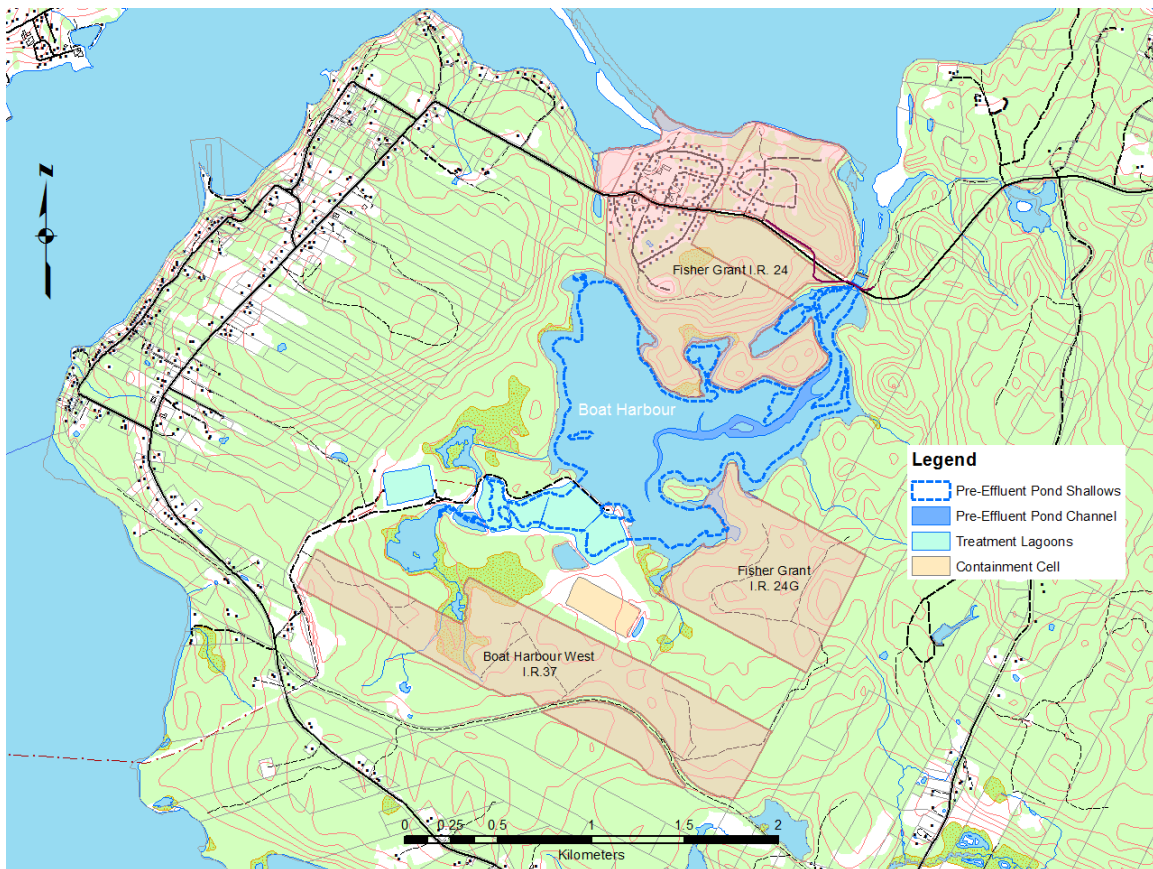 N
Fisher Grant I.R. 24
Boat Harbour
Legend
Pre-Effluent Pond Shallows
Pre-Effluent Pond Channel
Treatment Lagoons
Containment Cell
Fisher Grant
I.R. 24G
Boat Harbour West
I.R.37
0 0.25 0.5 1 1.5 2
Kilometers